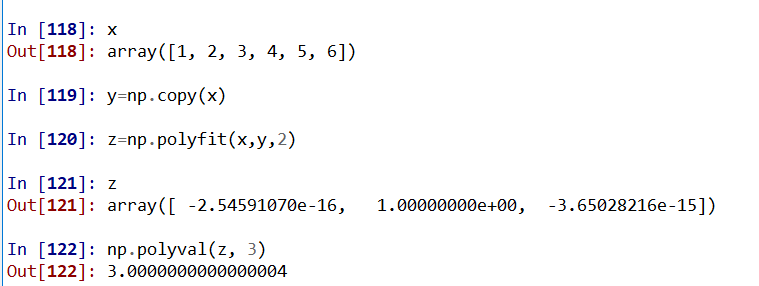 In [118]: x
Out[118]: array([1, 2, 3, 4, 5, 6])
In [119]: y=np.copy(x)
In [120]: z=np.polyfit(x,y,2)
In [121]: z
Out[121]: array([ -2.54591070e-16,   1.00000000e+00,  -3.65028216e-15])
In [122]: np.polyval(z, 3)
Out[122]: 3.0000000000000004